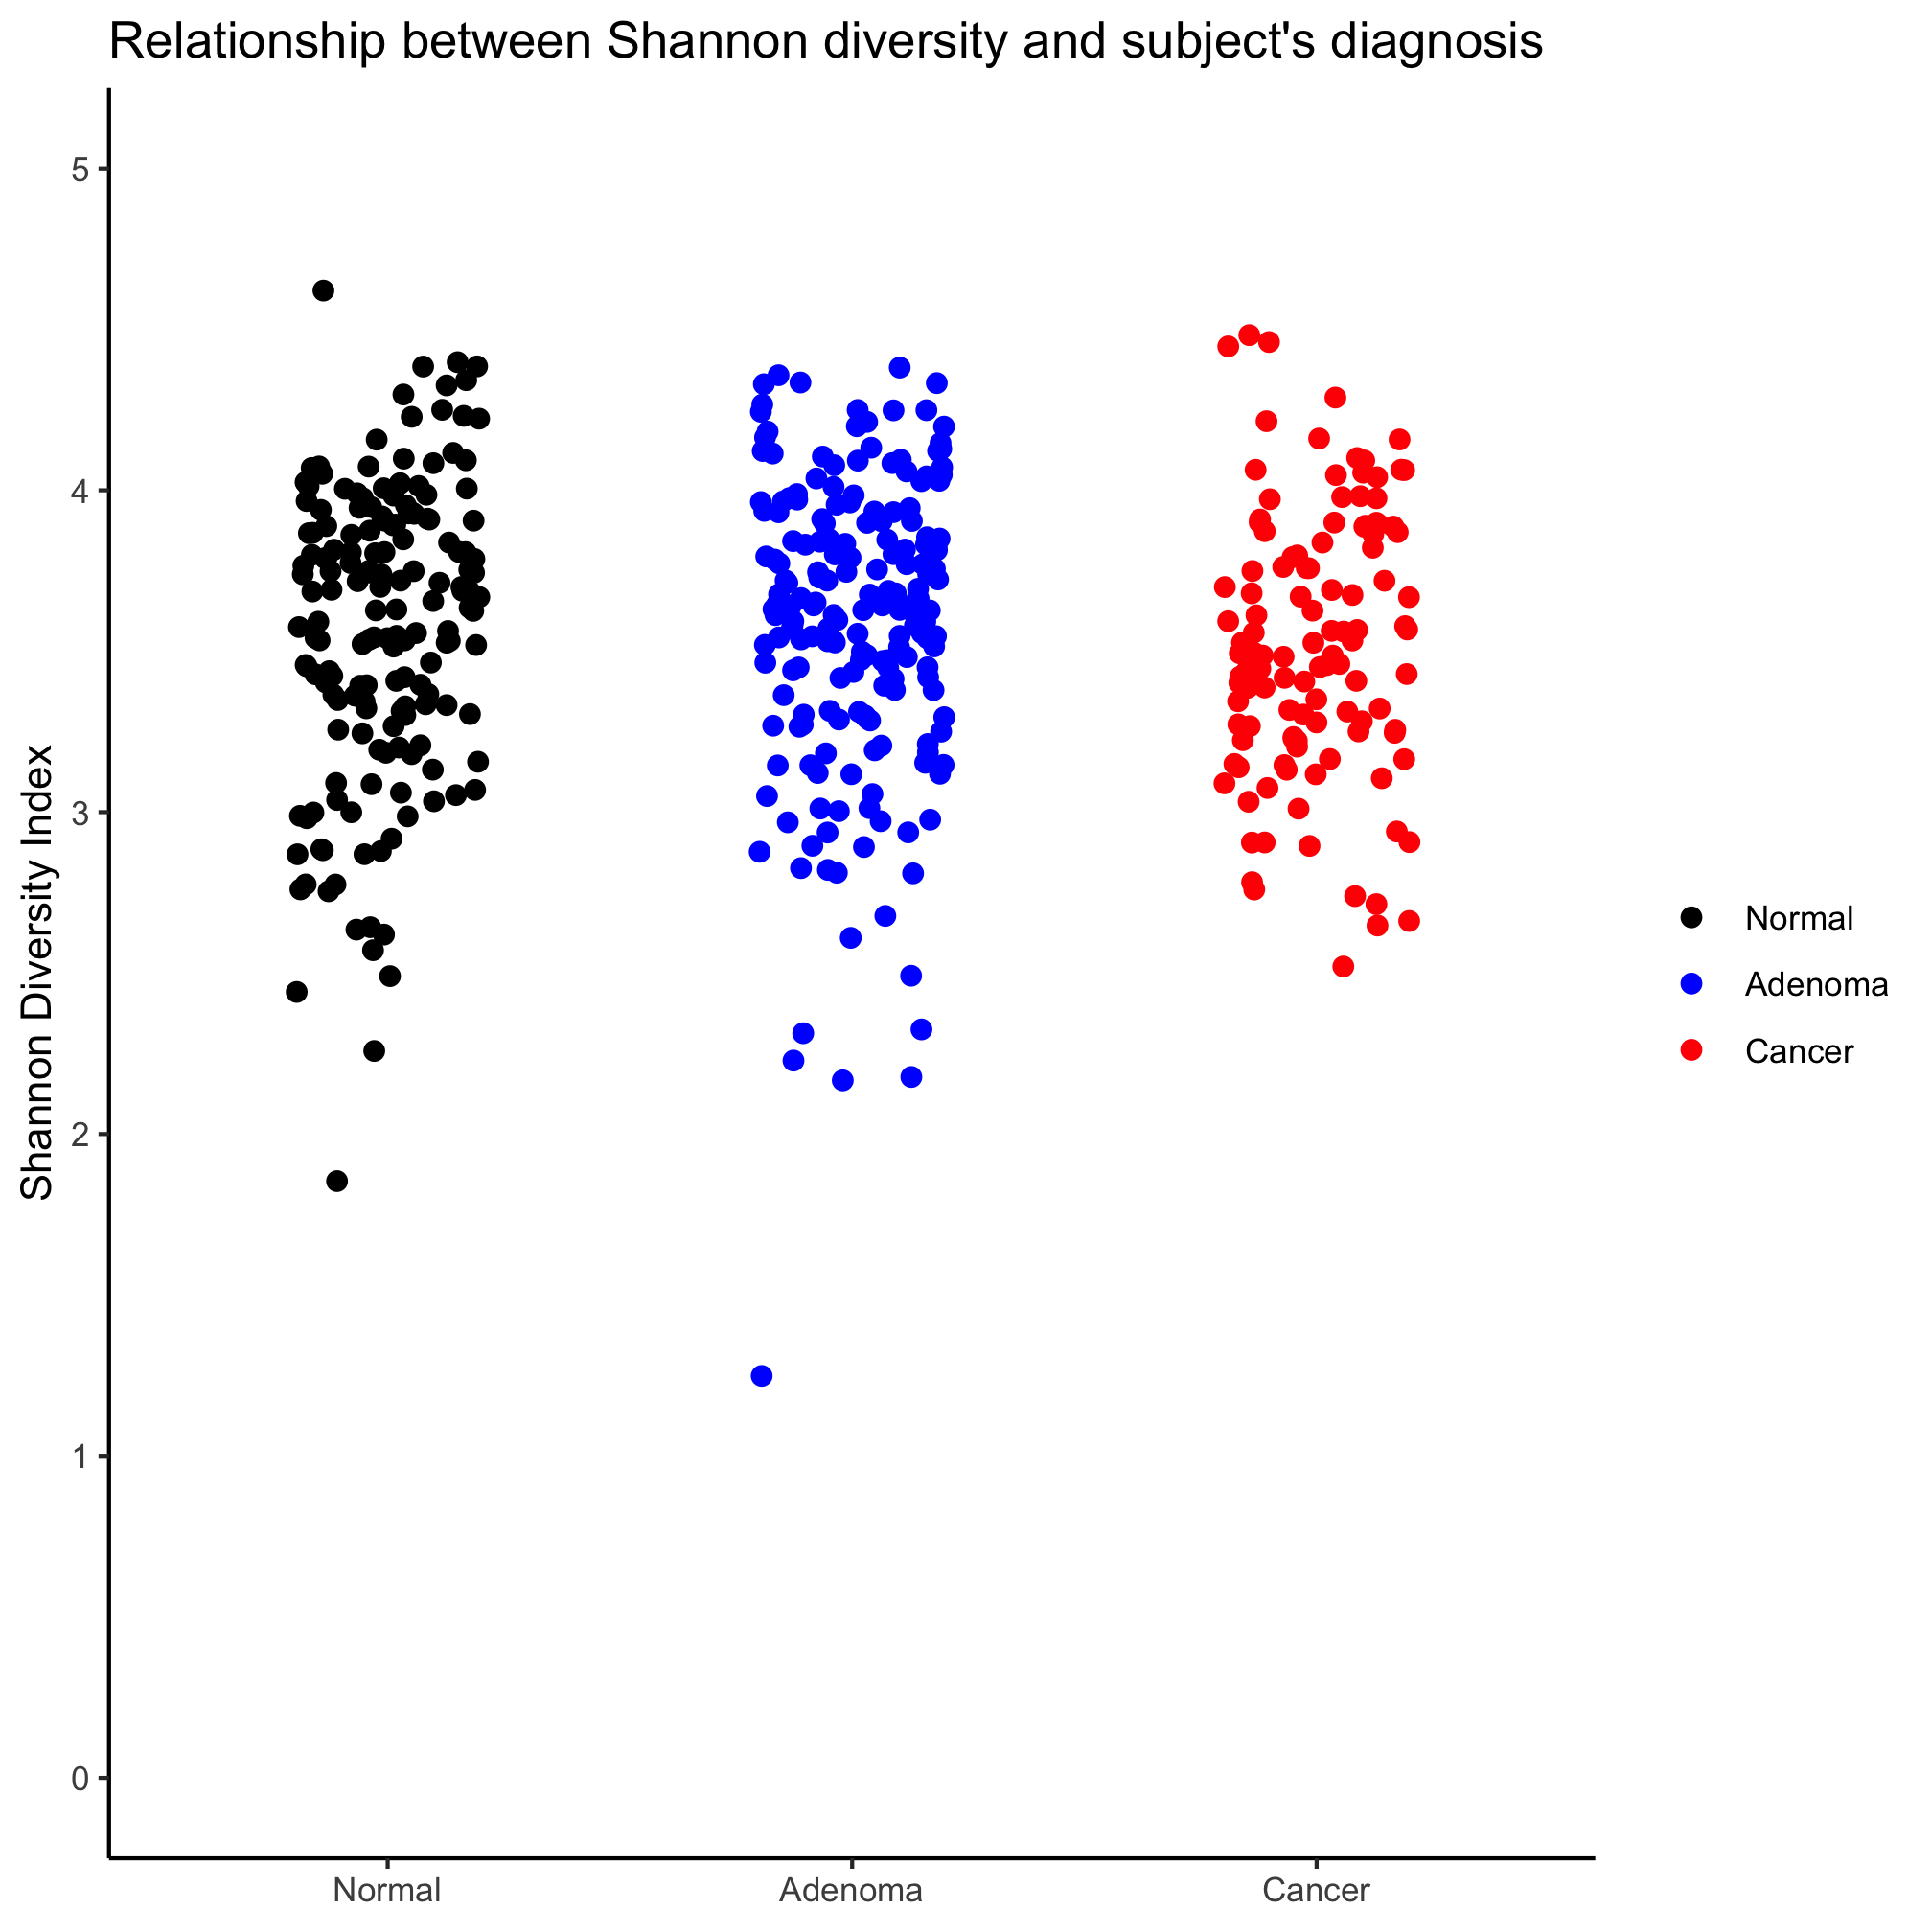 Relationship between Shannon diversity and subject's diagnosis
Shannon Diversity Index
5
4
3
2
1
0
Normal
Adenoma
Cancer
Normal
Adenoma
Cancer